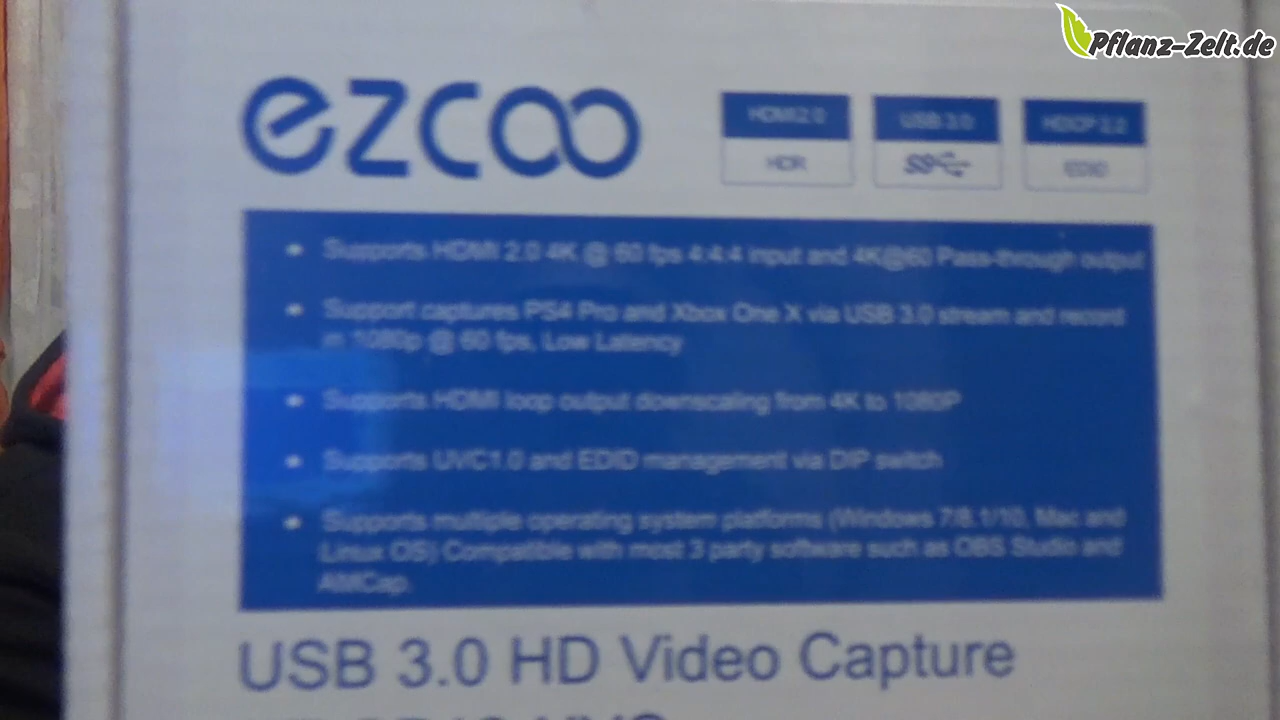 Pflanz-Zelt.de
ezcoo
HDMI 2.0
HDR
USB 3.0
SS
HDCP 2.2
EDID
Supports HDMI 2.0 4K @ 60 fps 4:4:4 input and 4K@60 Pass-through output
Support captures PS4 Pro and Xbox One X via USB 3.0 stream and record
in 1080p @ 60 fps, Low Latency
Supports HDMI loop output downscaling from 4K to 1080P
Supports UVC1.0 and EDID management via DIP switch
Supports multiple operating system platforms (Windows 7/8.1/10, Mac and
Linux OS) Compatible with most 3 party software such as OBS Studio and
AMCap.
USB 3.0 HD Video Capture